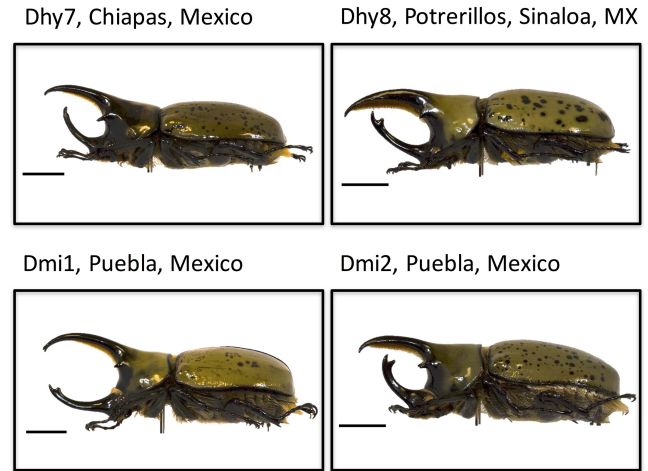 Dhy7, Chiapas, Mexico
Dhy8, Potrerillos, Sinaloa, MX
Dmi1, Puebla, Mexico
Dmi2, Puebla, Mexico